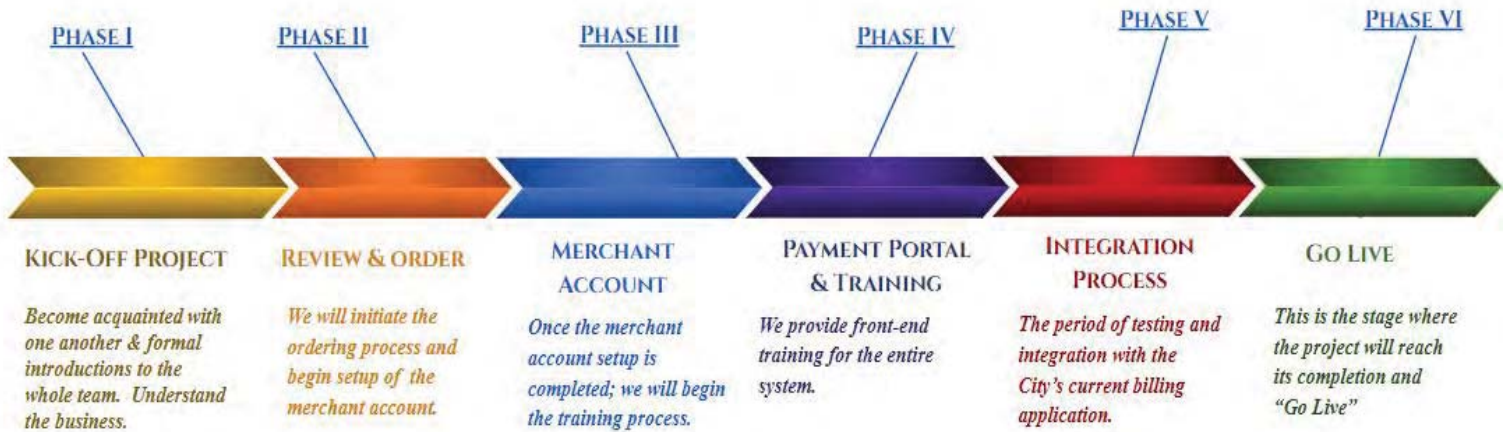 PHASE I
PHASE II
PHASE III
PHASE IV
PHASE V
PHASE VI
KICK-OFF PROJECT
Become acquainted with
one another & formal
introductions to the
whole team. Understand
the business.
REVIEW & ORDER
We will initiate the
ordering process and
begin setup of the
merchant account.
MERCHANT
ACCOUNT
Once the merchant
account setup is
completed; we will begin
the training process.
PAYMENT PORTAL
& TRAINING
We provide front-end
training for the entire
system.
INTEGRATION
PROCESS
The period of testing and
integration with the
City's current billing
application.
GO LIVE
This is the stage where
the project will reach
its completion and
“Go Live”